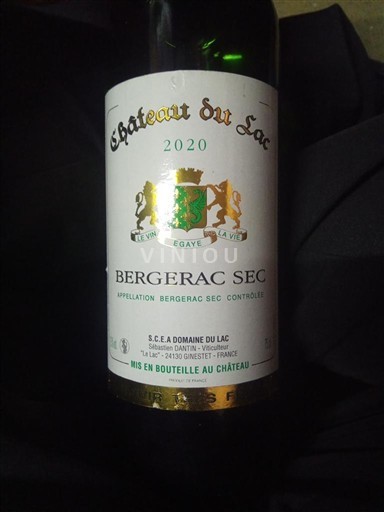 Château du Lac
2020
LE VIN ÉGAYE LA VIE
VINIOU
BERGERAC SEC
APPELLATION BERGERAC SEC CONTRÔLÉE
S.C.E.A DOMAINE DU LAC
Sébastien DANTIN - Viticulteur
"Le Lac" - 24130 GINESTET - FRANCE
MIS EN BOUTEILLE AU CHÂTEAU
PRODUIT DE FRANCE